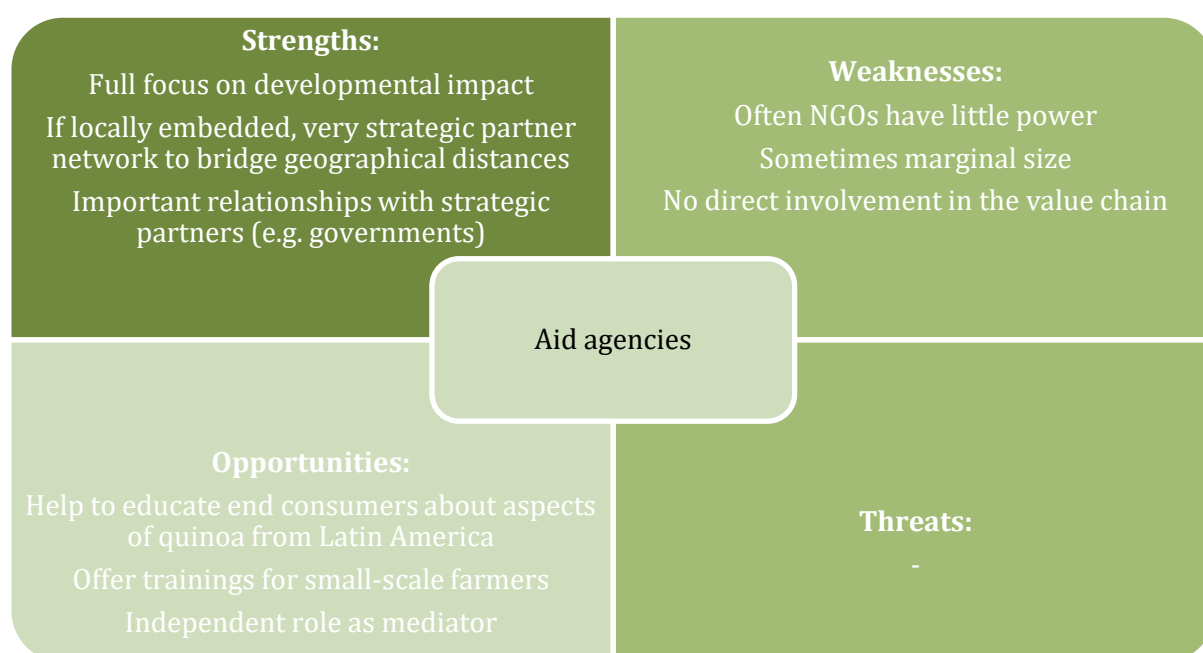 Strengths:
Full focus on developmental impact
If locally embedded, very strategic partner
network to bridge geographical distances
Important relationships with strategic
partners (e.g. governments)
Weaknesses:
Often NGOs have little power
Sometimes marginal size
No direct involvement in the value chain
Aid agencies
Opportunities:
Help to educate end consumers about aspects
of quinoa from Latin America
Offer trainings for small-scale farmers
Independent role as mediator
Threats:
-